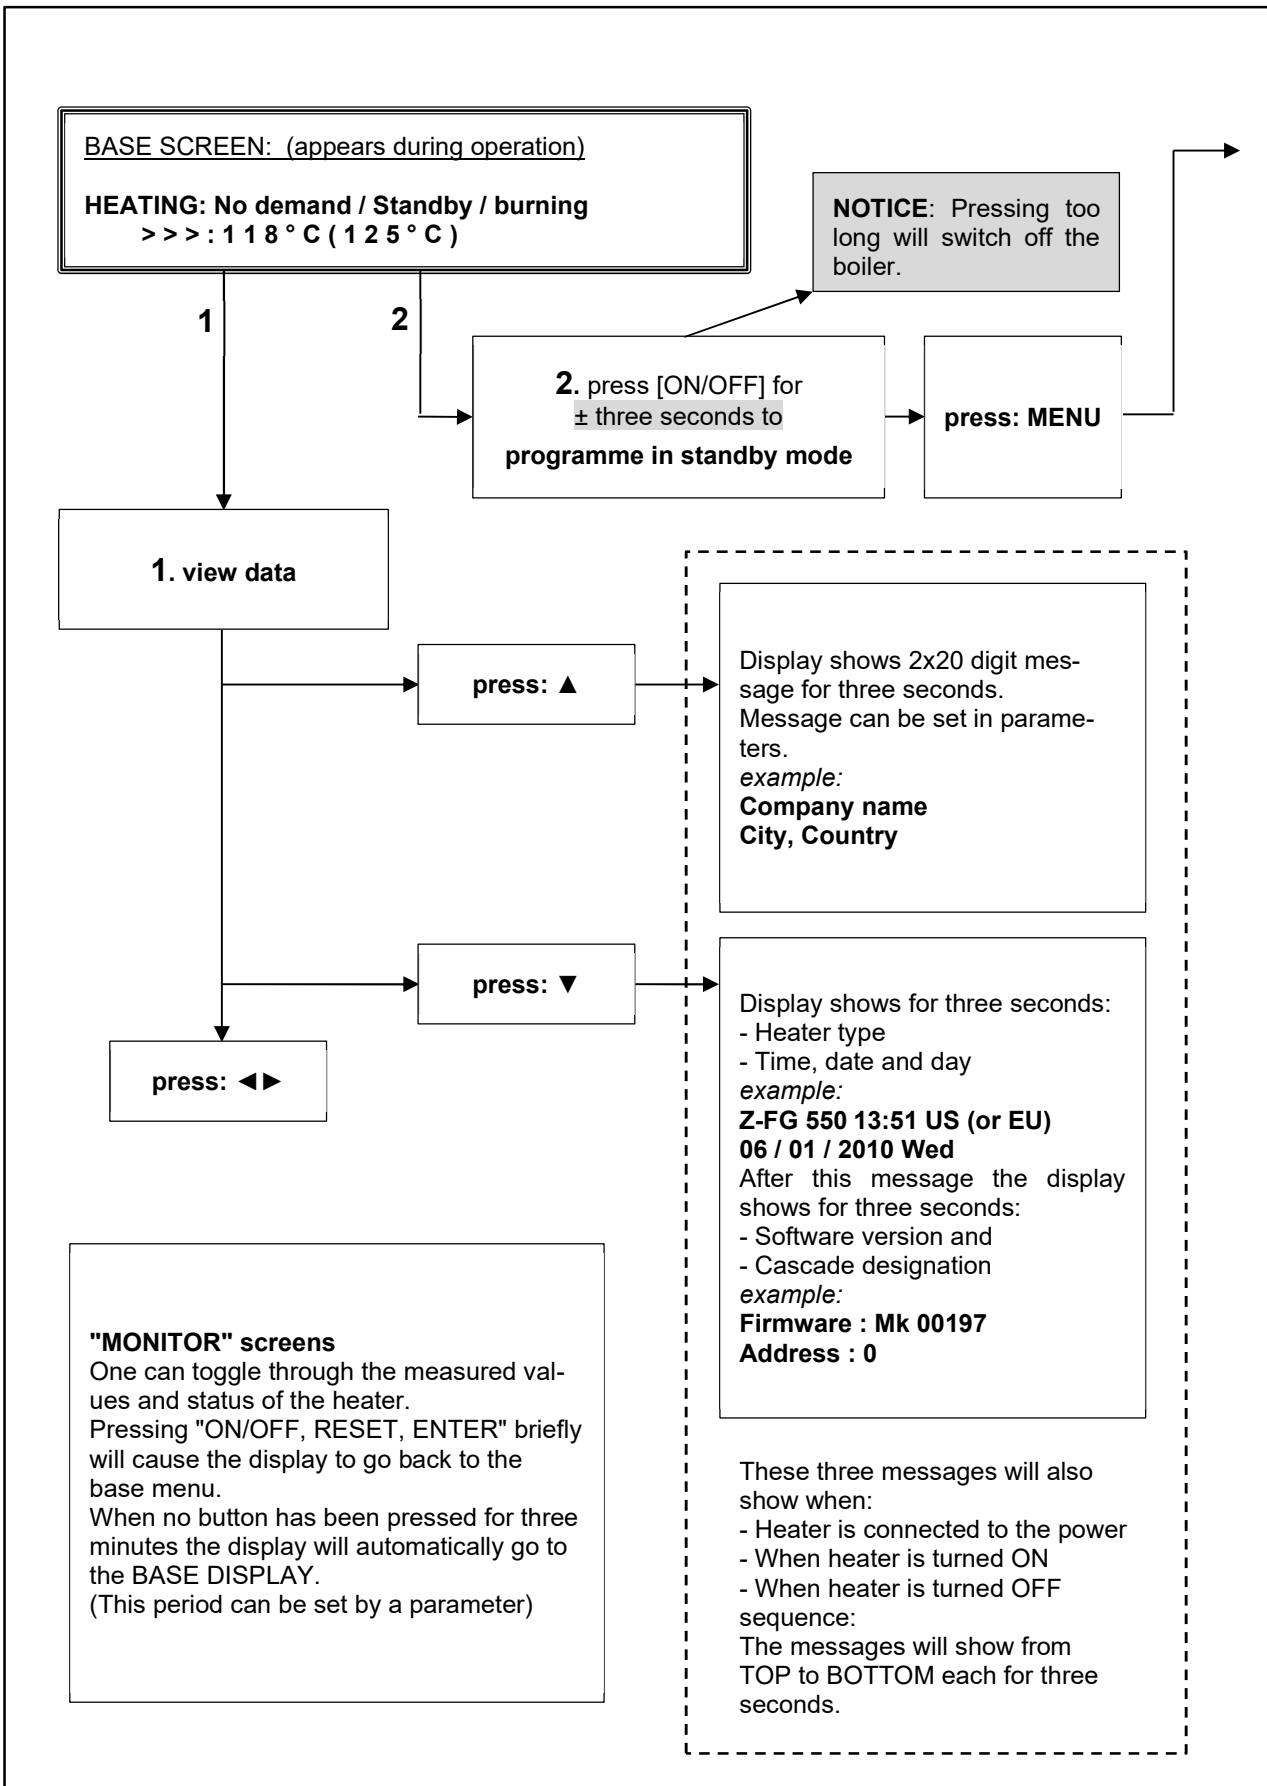 BASE SCREEN: (appears during operation)
HEATING: No demand / Standby / burning
> > > : 1 1 8 ° C ( 1 2 5 ° C )
NOTICE: Pressing too
long will switch off the
boiler.
1
2
2. press [ON/OFF] for
± three seconds to
programme in standby mode
press: MENU
1. view data
press: ▲
Display shows 2x20 digit mes-
sage for three seconds.
Message can be set in parame-
ters.
example:
Company name
City, Country
press: ▼
Display shows for three seconds:
- Heater type
- Time, date and day
example:
Z-FG 550 13:51 US (or EU)
06 / 01 / 2010 Wed
After this message the display
shows for three seconds:
- Software version and
- Cascade designation
example:
Firmware : Mk 00197
Address : 0
press: ◄►
"MONITOR" screens
One can toggle through the measured val-
ues and status of the heater.
Pressing "ON/OFF, RESET, ENTER" briefly
will cause the display to go back to the
base menu.
When no button has been pressed for three
minutes the display will automatically go to
the BASE DISPLAY.
(This period can be set by a parameter)
These three messages will also
show when:
- Heater is connected to the power
- When heater is turned ON
- When heater is turned OFF
sequence:
The messages will show from
TOP to BOTTOM each for three
seconds.